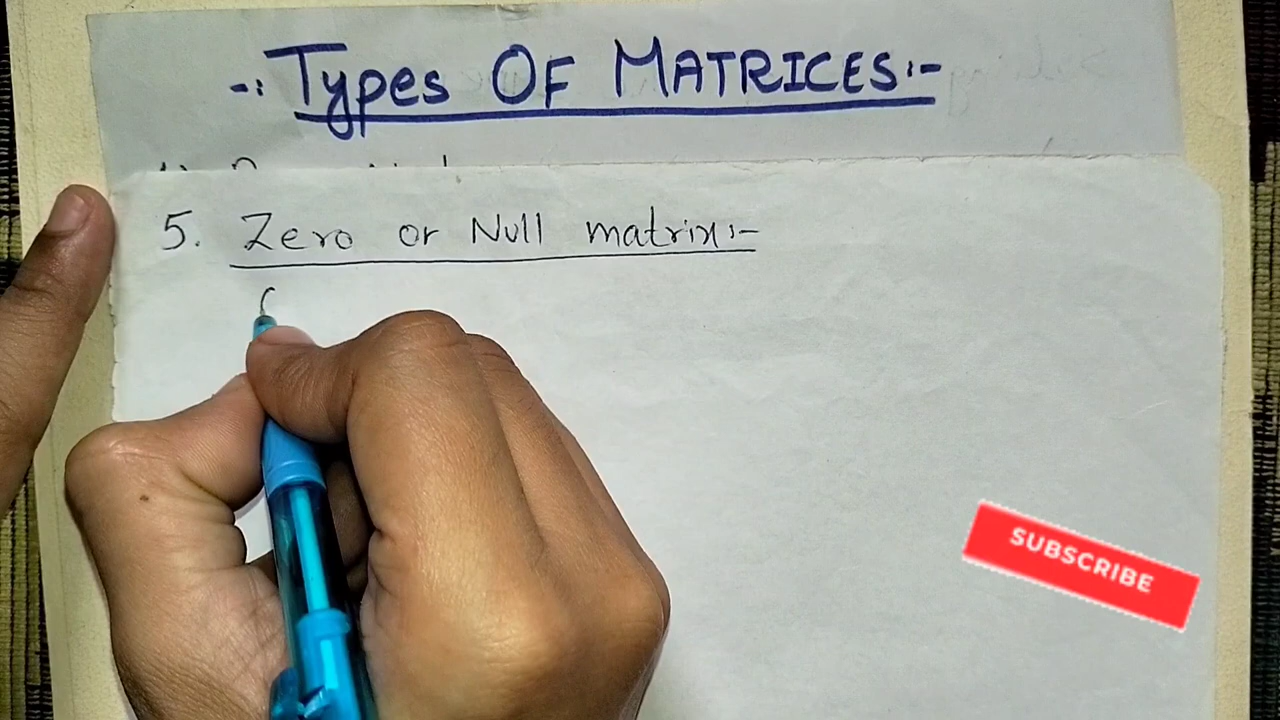 -: Types OF MATRICES:-
5. Zero or Null matrix:-
SUBSCRIBE